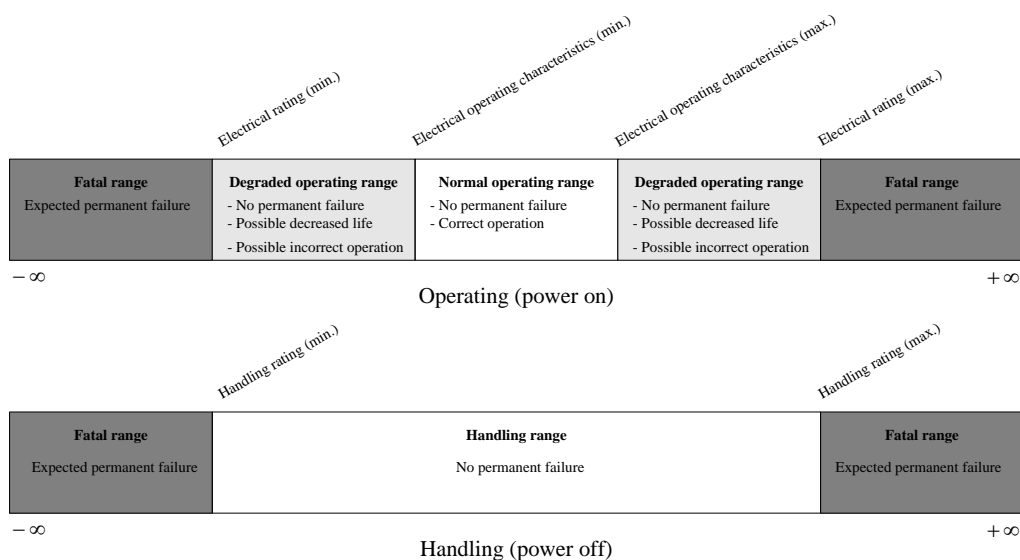 Electrical rating (min.)
Electrical operating characteristics (min.)
Electrical operating characteristics (max.)
Electrical rating (max.)
Fatal range
Expected permanent failure
Degraded operating range
- No permanent failure
- Possible decreased life
- Possible incorrect operation
Normal operating range
- No permanent failure
- Correct operation
Degraded operating range
- No permanent failure
- Possible decreased life
- Possible incorrect operation
Fatal range
Expected permanent failure
– ∞
+ ∞
Operating (power on)
Handling rating (min.)
Handling rating (max.)
Fatal range
Expected permanent failure
Handling range
No permanent failure
Fatal range
Expected permanent failure
– ∞
+ ∞
Handling (power off)